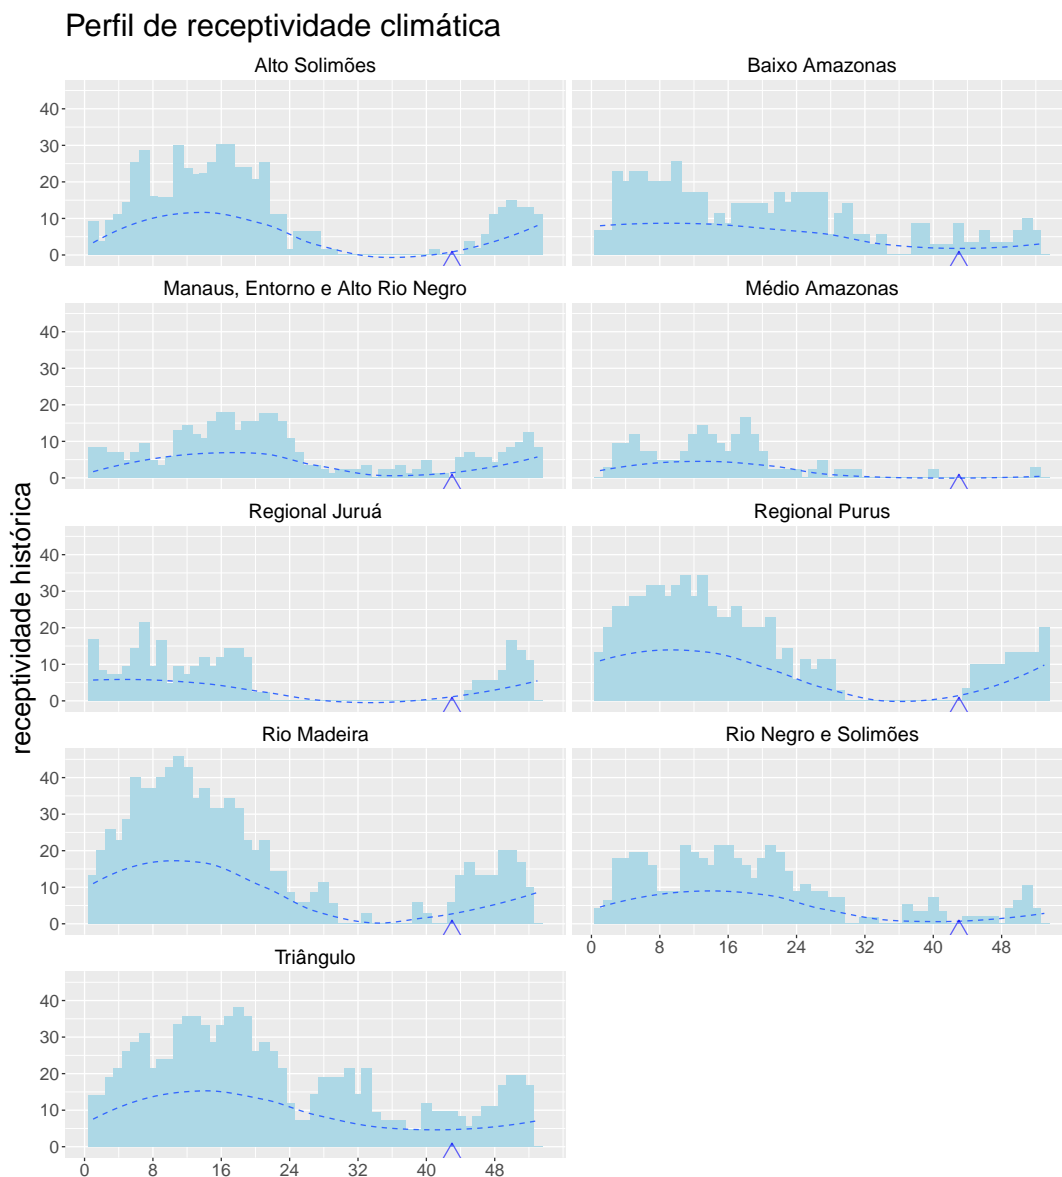 Perfil de receptividade climática
Alto Solimões
Baixo Amazonas
40
30
20
10
0
Manaus, Entorno e Alto Rio Negro
Médio Amazonas
40
30
20
10
0
Regional Juruá
Regional Purus
40
30
20
10
0
receptividade histórica
Rio Madeira
Rio Negro e Solimões
40
30
20
10
0
0 8 16 24 32 40 48
Triângulo
40
30
20
10
0
0 8 16 24 32 40 48